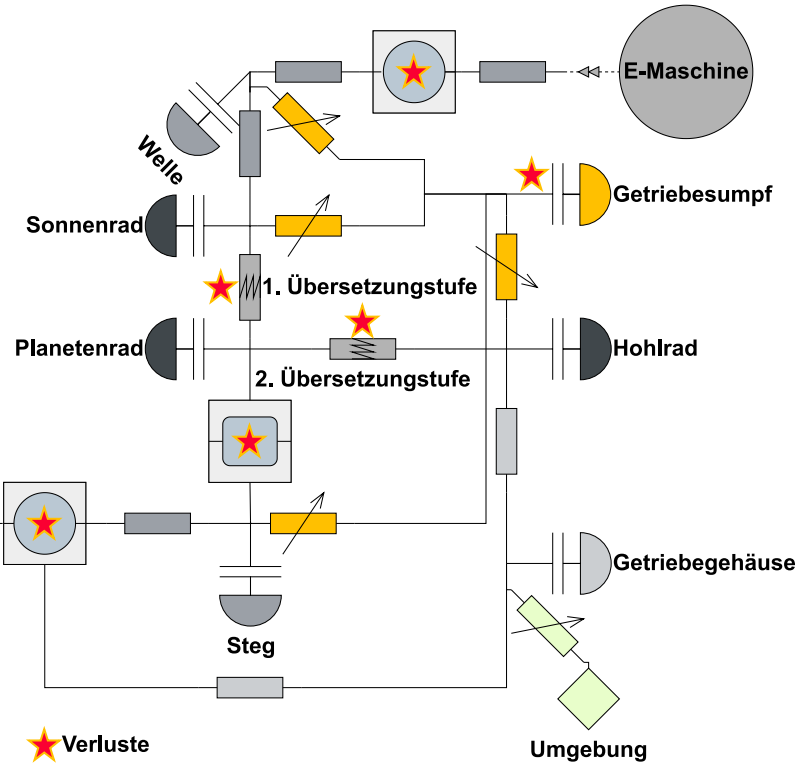 E-Maschine
Welle
Getriebesumpf
Sonnenrad
1. Übersetzungstufe
Planetenrad
Hohlrad
2. Übersetzungstufe
Getriebegehäuse
Steg
Verluste
Umgebung